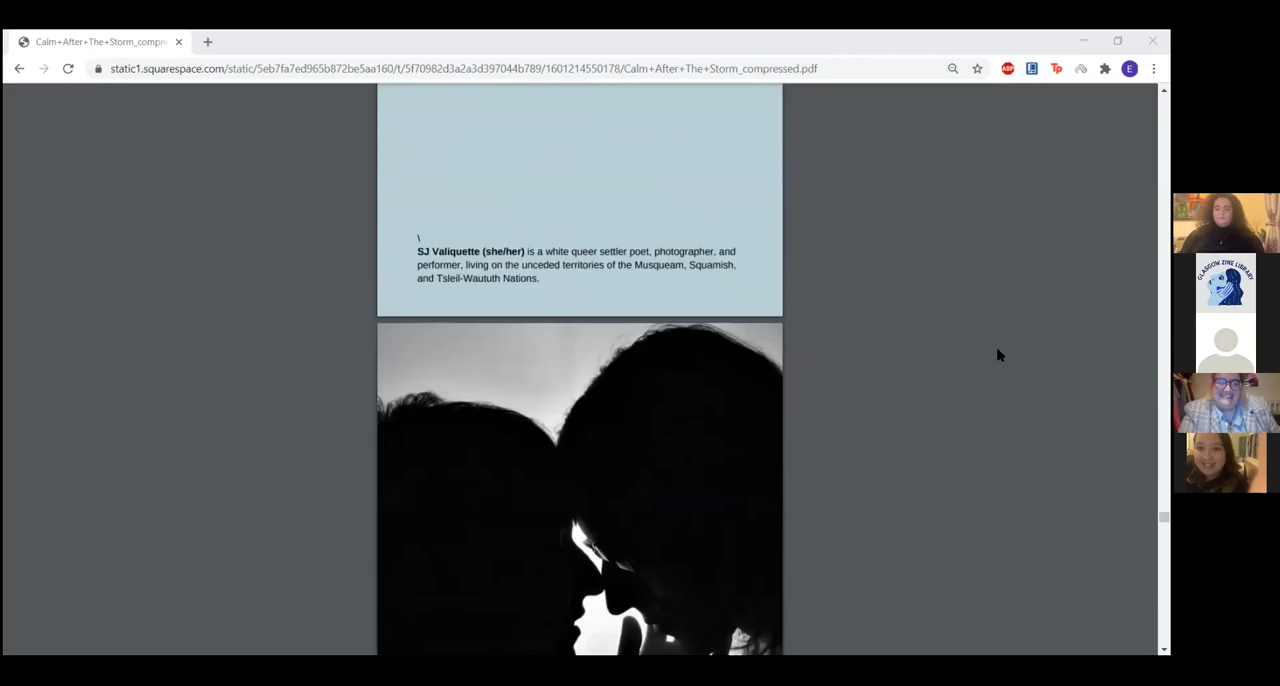 Calm+After+The+Storm_compre
static1.squarespace.com/static/5eb7fa7ed965b872be5aa160/t/5f70982d3a2a3d397044b789/1601214550178/Calm+After+The+Storm_compressed.pdf
ABP
Tp
E
\
SJ Valiquette (she/her) is a white queer settler poet, photographer, and
performer, living on the unceded territories of the Musqueam, Squamish,
and Tsleil-Waututh Nations.
GLASGOW ZINE LIBRARY